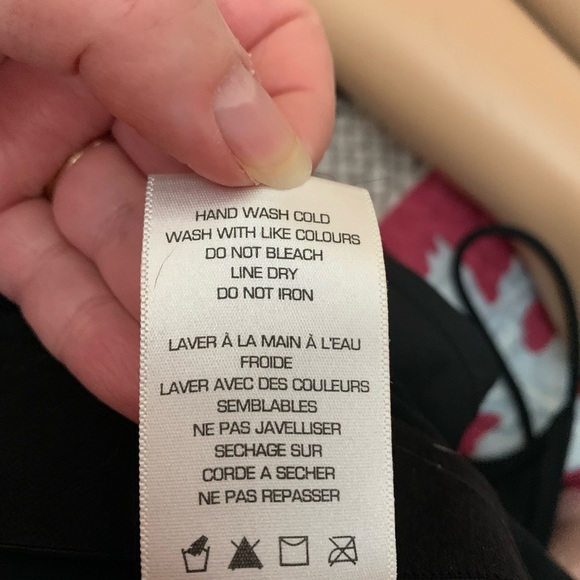 HAND WASH COLD
WASH WITH LIKE COLOURS
DO NOT BLEACH
LINE DRY
DO NOT IRON
LAVER À LA MAIN À L'EAU
FROIDE
LAVER AVEC DES COULEURS
SEMBLABLES
NE PAS JAVELLISER
SECHAGE SUR
CORDE A SECHER
NE PAS REPASSER